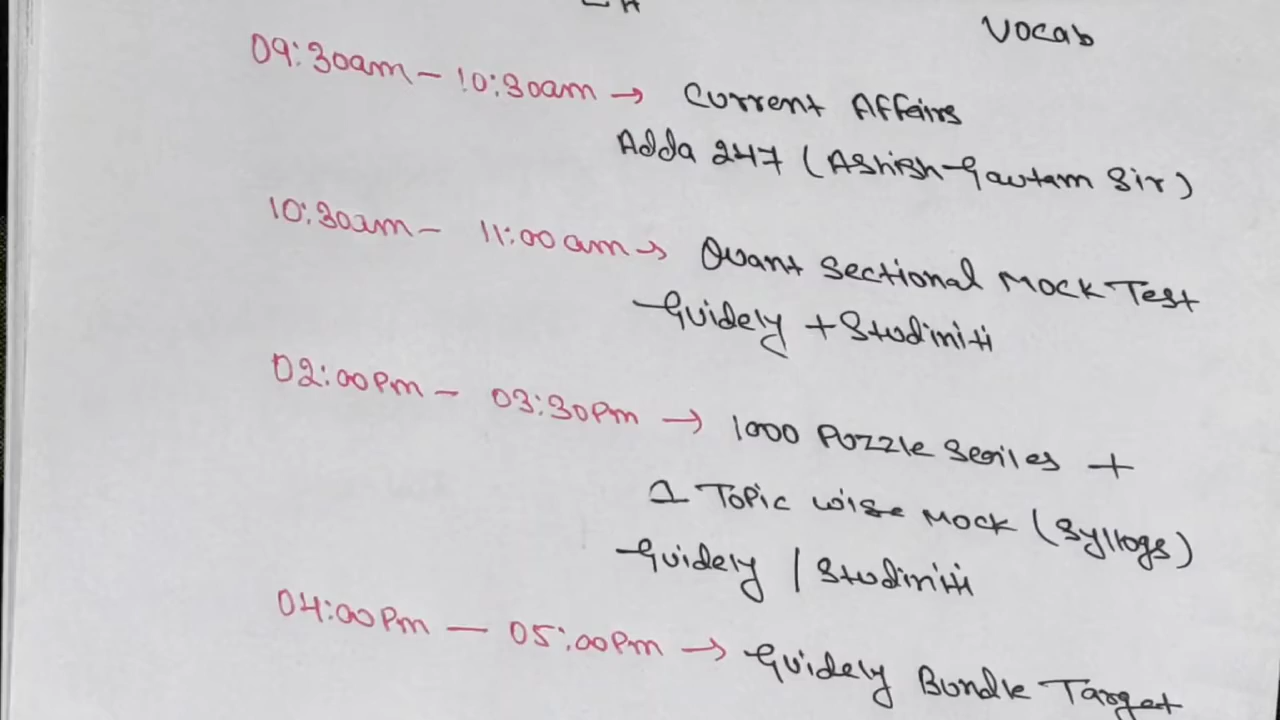 Vocab
09:30am - 10:30am → Current Affairs
Adda 247 (Ashish Gautam Sir)
10:30am - 11:00am → Quant Sectional Mock Test
Guidely + Studiniti
02:00pm - 03:30pm → 1000 Puzzle Seriles +
1 Topic wise Mock (Syllogs)
Guidely / Studiniti
04:00pm - 05:00pm → Guidely Bundle Target